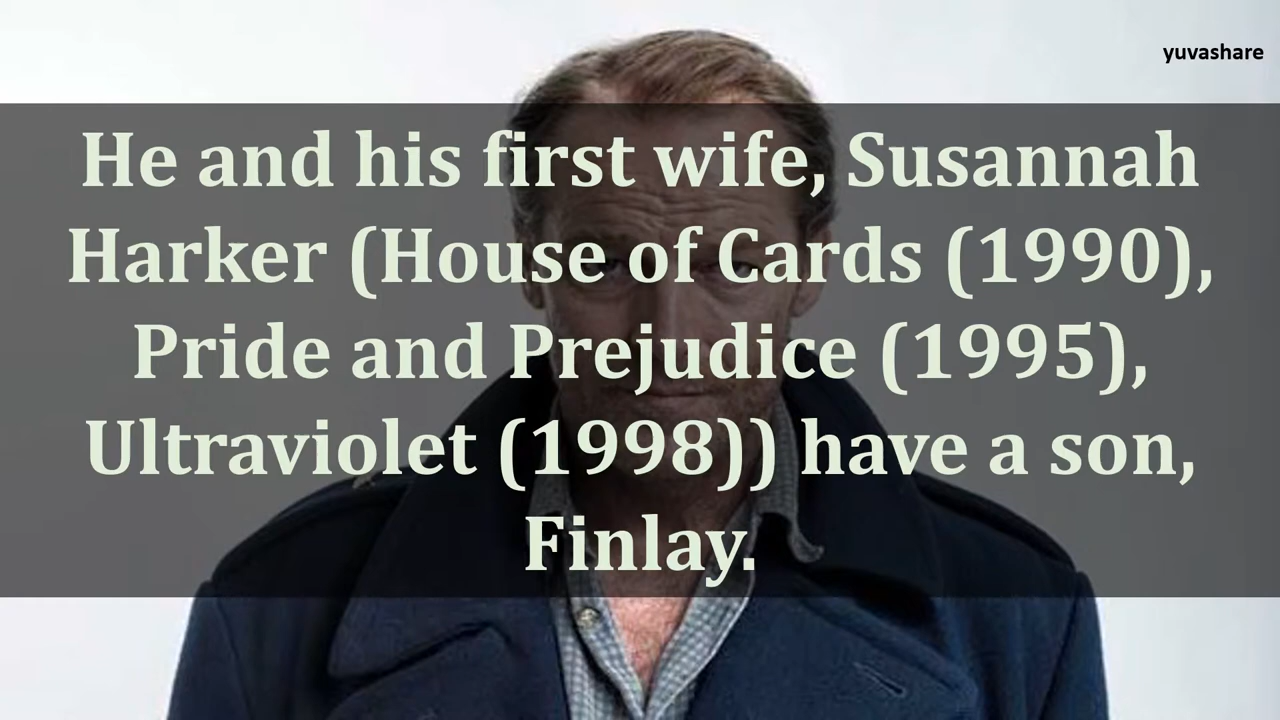 yuvashare
He and his first wife, Susannah
Harker (House of Cards (1990),
Pride and Prejudice (1995),
Ultraviolet (1998)) have a son,
Finlay.